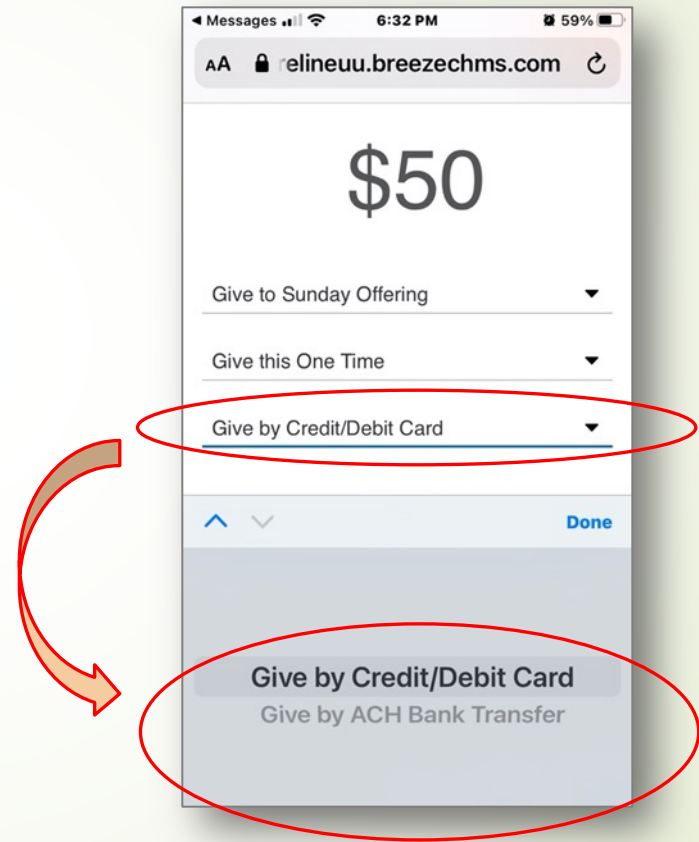 Messages 6:32 PM 59%
AA relineuu.breezechms.com
$50
Give to Sunday Offering
Give this One Time
Give by Credit/Debit Card
Done
Give by Credit/Debit Card
Give by ACH Bank Transfer